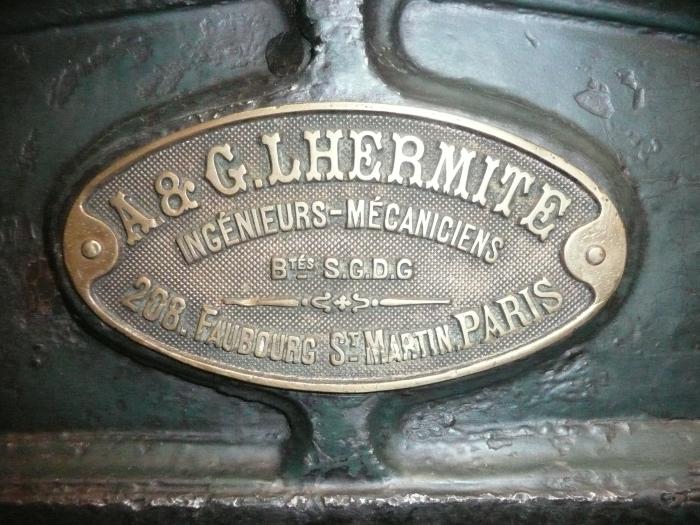 A. & G. LHERMITE
INGÉNIEURS-MÉCANICIENS
BTÉS S.G.D.G
208. FAUBOURG ST MARTIN. PARIS